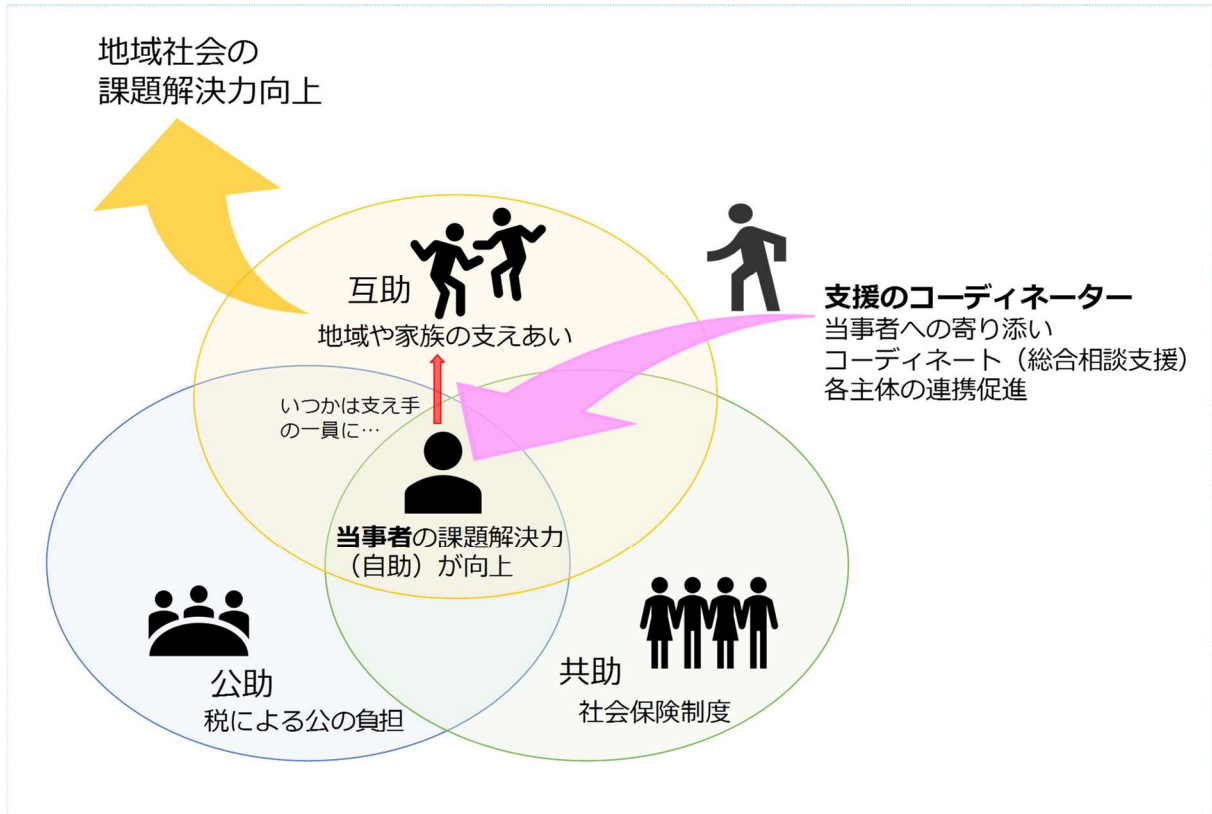 地域社会の
課題解決力向上
互助
地域や家族の支えあい
支援のコーディネーター
当事者への寄り添い
コーディネート（総合相談支援）
各主体の連携促進
いつかは支え手
の一員に…
当事者の課題解決力
（自助）が向上
公助
税による公の負担
共助
社会保険制度